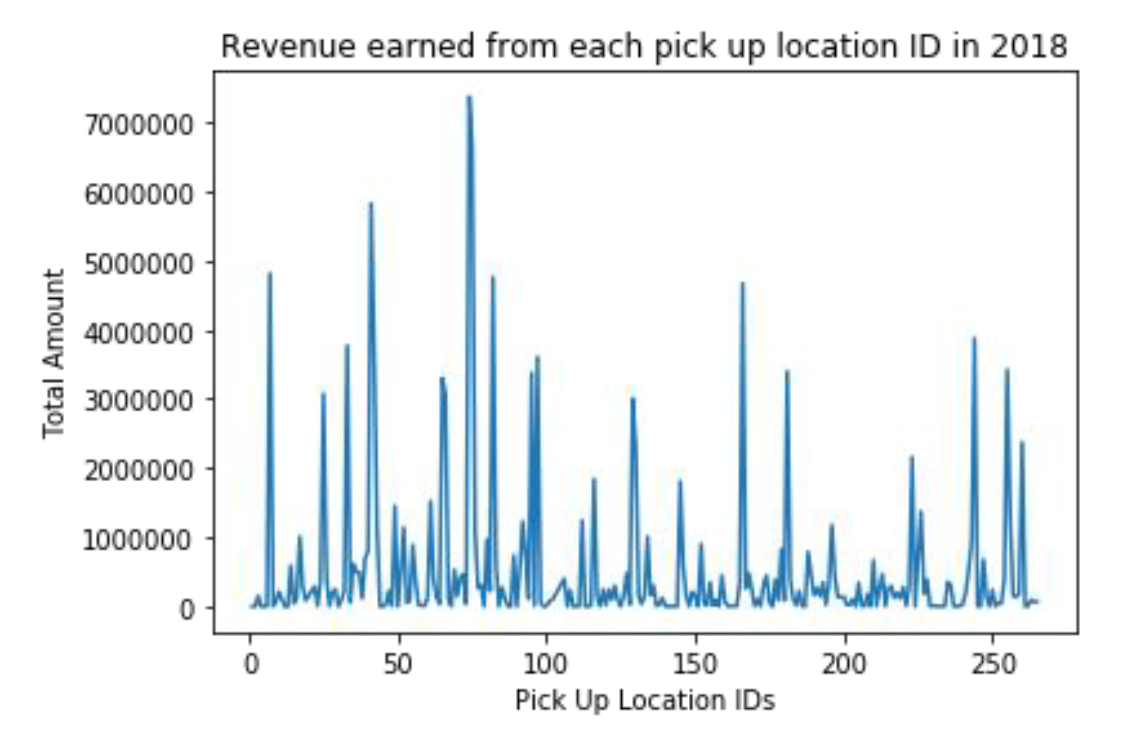 Revenue earned from each pick up location ID in 2018
7000000
6000000
5000000
4000000
3000000
2000000
1000000
0
Total Amount
0 50 100 150 200 250
Pick Up Location IDs